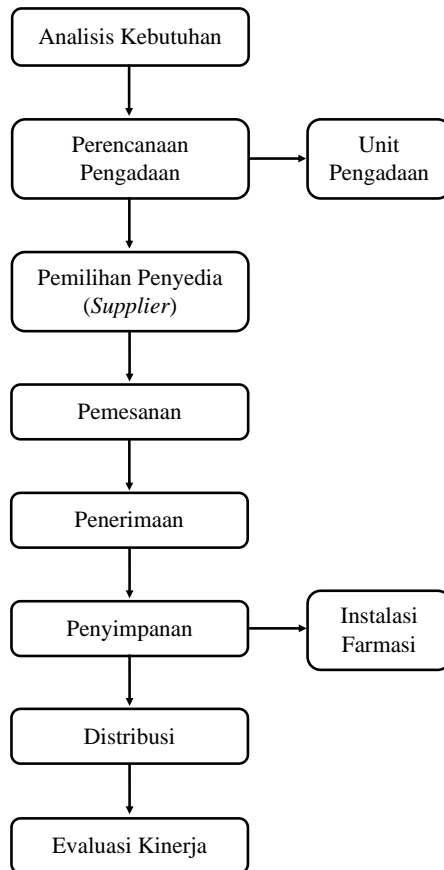 Analisis Kebutuhan
Perencanaan
Pengadaan
Unit
Pengadaan
Pemilihan Penyedia
(Supplier)
Pemesanan
Penerimaan
Penyimpanan
Instalasi
Farmasi
Distribusi
Evaluasi Kinerja